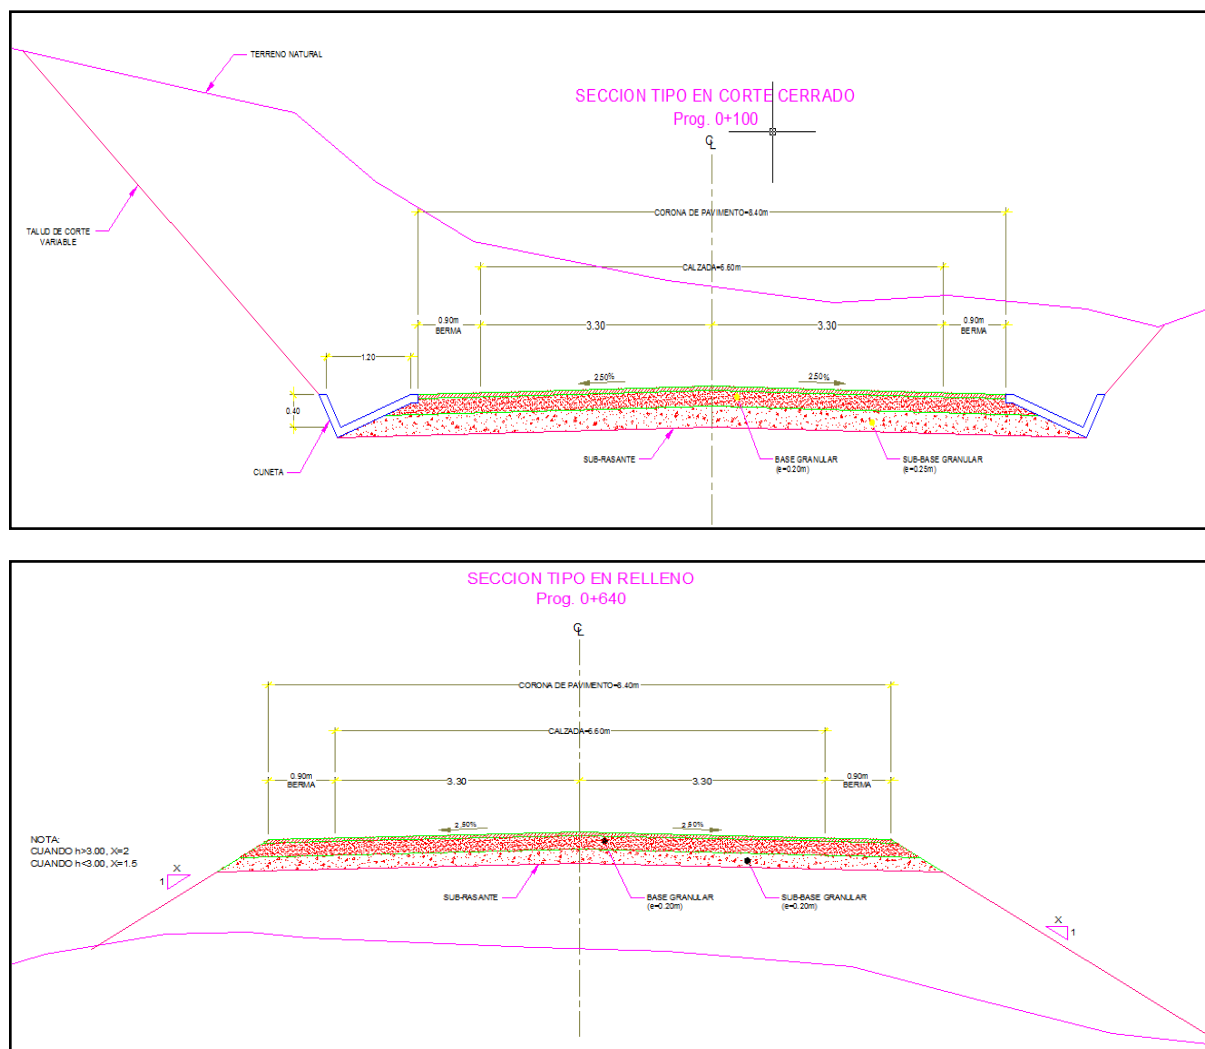 TERRENO NATURAL
SECCION TIPO EN CORTE CERRADO
Prog. 0+100
CL
CORONA DE PAVIMENTO=8.40m
TALUD DE CORTE
VARIABLE
CALZADA=6.60m
0.90m
BERMA
3.30
3.30
0.90m
BERMA
1.20
2.50%
2.50%
0.40
CUNETA
SUB-RASANTE
BASE GRANULAR
(e=0.20m)
SUB-BASE GRANULAR
(e=0.25m)
SECCION TIPO EN RELLENO
Prog. 0+640
CL
CORONA DE PAVIMENTO=8.40m
CALZADA=6.60m
0.90m
BERMA
3.30
3.30
0.90m
BERMA
2.50%
2.50%
NOTA:
CUANDO h>3.00, X=2
CUANDO h<3.00, X=1.5
X
1
SUB-RASANTE
BASE GRANULAR
(e=0.20m)
SUB-BASE GRANULAR
(e=0.20m)
X
1